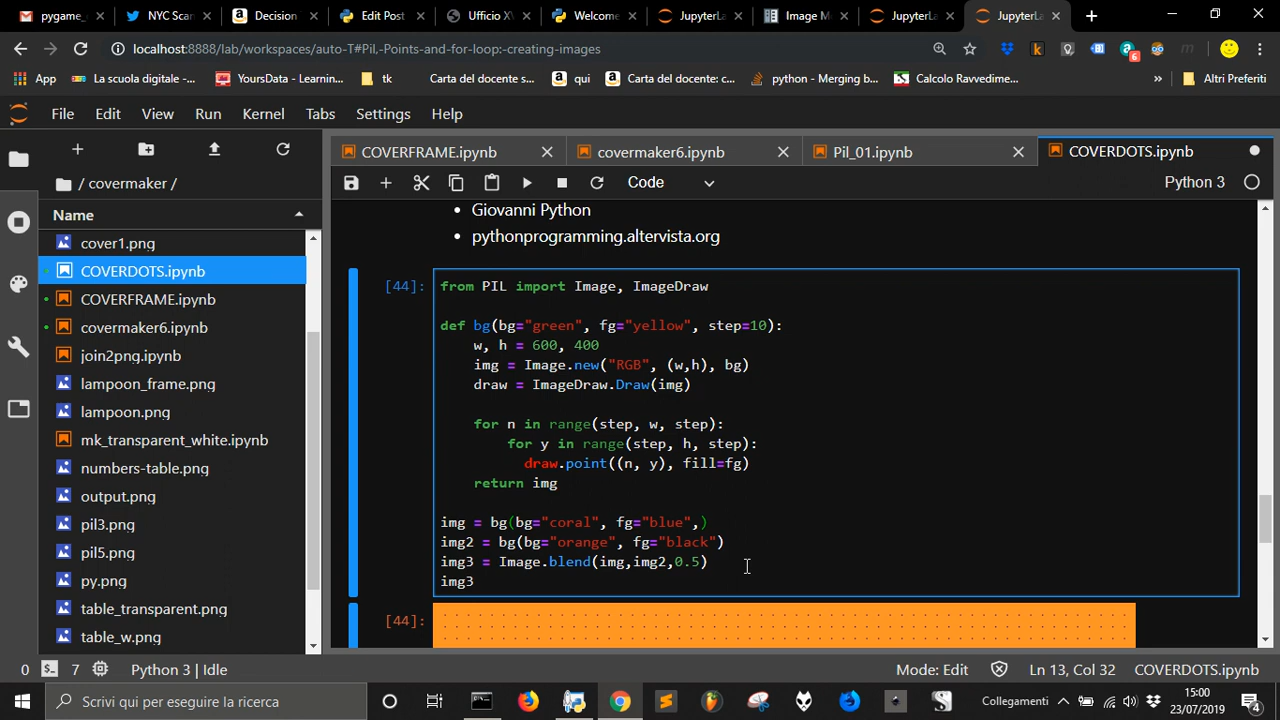 pygame_
NYC Scar
Decision
Edit Post
Ufficio XV
Welcome
JupyterLa
Image M
JupyterLa
JupyterLa
localhost:8888/lab/workspaces/auto-T#Pil,-Points-and-for-loop:-creating-images
6
App
La scuola digitale -...
YoursData - Learnin...
tk
Carta del docente s...
qui
Carta del docente:...
python - Merging b...
Calcolo Ravvedime...
»
Altri Preferiti
File Edit View Run Kernel Tabs Settings Help
COVERFRAME.ipynb
covermaker6.ipynb
Pil_01.ipynb
COVERDOTS.ipynb
/ covermaker /
Code
Python 3
Name
cover1.png
COVERDOTS.ipynb
COVERFRAME.ipynb
covermaker6.ipynb
join2png.ipynb
lampoon_frame.png
lampoon.png
mk_transparent_white.ipynb
numbers-table.png
output.png
pil3.png
pil5.png
py.png
table_transparent.png
table_w.png
• Giovanni Python
• pythonprogramming.altervista.org
[44]:
from PIL import Image, ImageDraw
def bg(bg="green", fg="yellow", step=10):
w, h = 600, 400
img = Image.new("RGB", (w,h), bg)
draw = ImageDraw.Draw(img)
for n in range(step, w, step):
for y in range(step, h, step):
draw.point((n, y), fill=fg)
return img
img = bg(bg="coral", fg="blue",)
img2 = bg(bg="orange", fg="black")
img3 = Image.blend(img,img2,0.5)
img3
[44]:
0 7 Python 3 | Idle
Mode: Edit
Ln 13, Col 32
COVERDOTS.ipynb
Scrivi qui per eseguire la ricerca
Collegamenti
»
15:00
23/07/2019
4